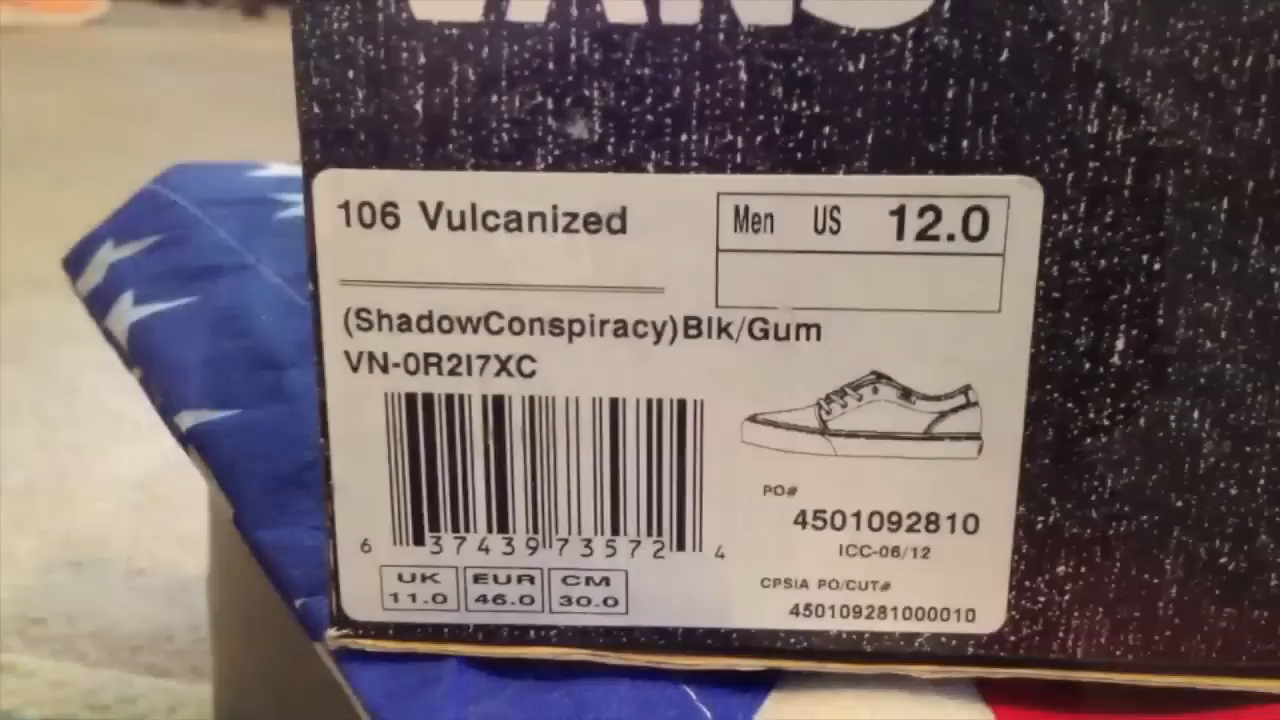 VANS
106 Vulcanized
Men US 12.0
(ShadowConspiracy)Blk/Gum
VN-0R2I7XC
6 37439 73572 4
UK EUR CM
11.0 46.0 30.0
PO#
4501092810
ICC-06/12
CPSIA PO/CUT#
450109281000010